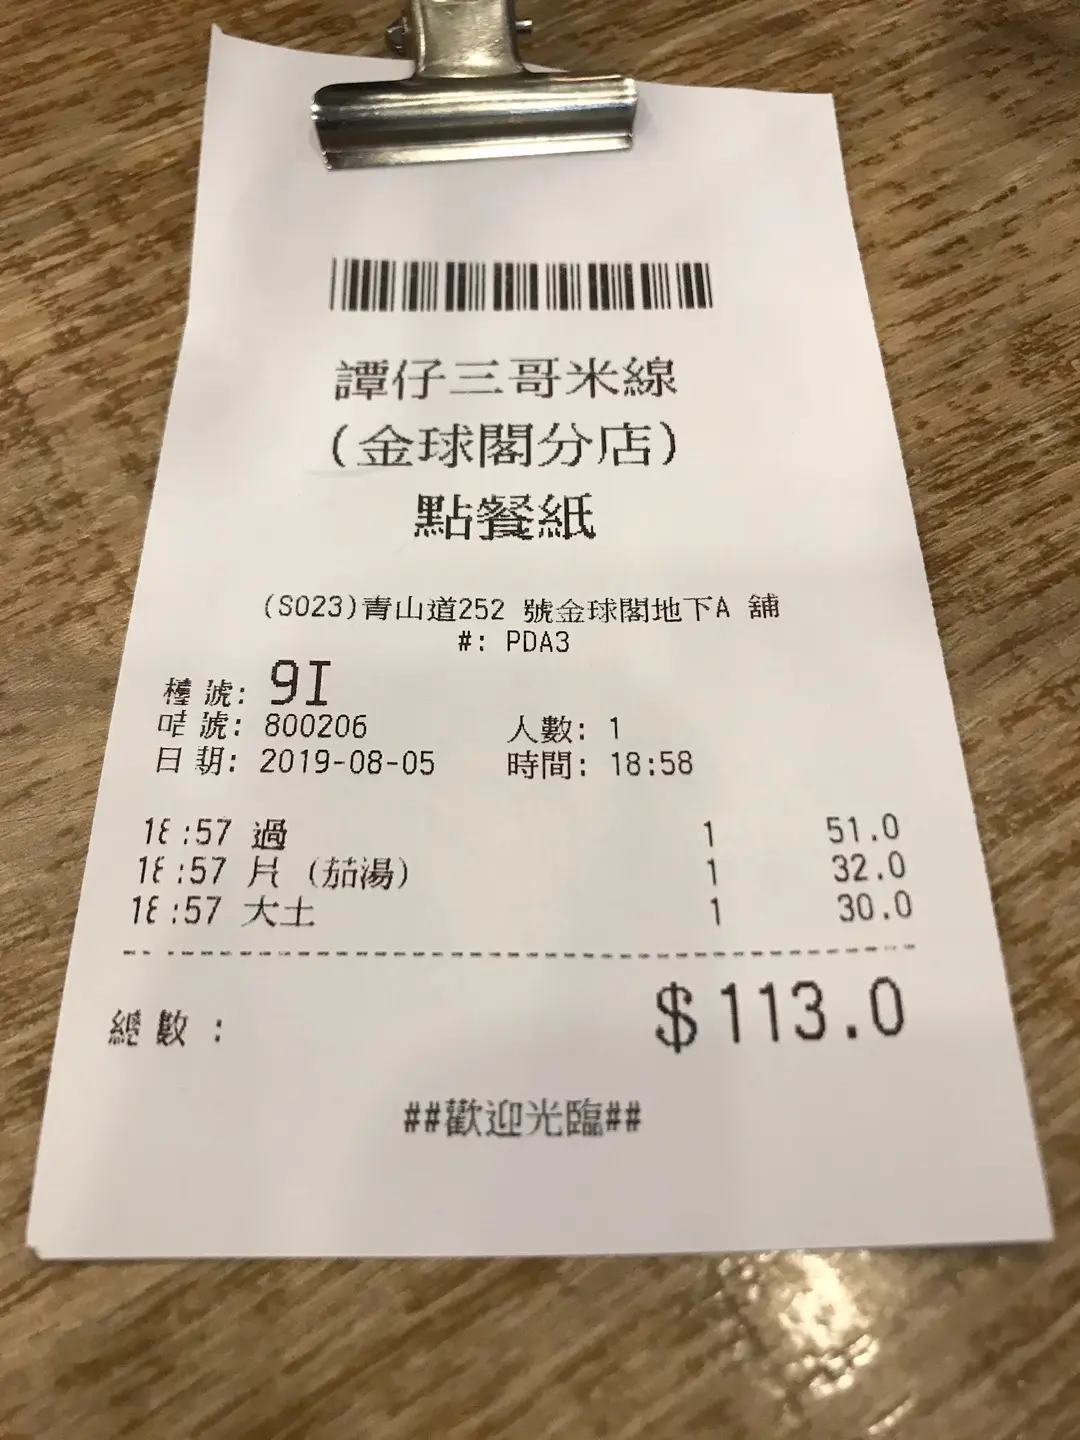 譚仔三哥米線
(金球閣分店)
點餐紙
(S023)青山道252 號金球閣地下A 舖
#: PDA3
檯 號: 9I
咭 號: 800206 人數: 1
日 期: 2019-08-05 時間: 18:58
18:57 過 1 51.0
18:57 片 (茄湯) 1 32.0
18:57 大土 1 30.0
總 數 : $113.0
##歡迎光臨##